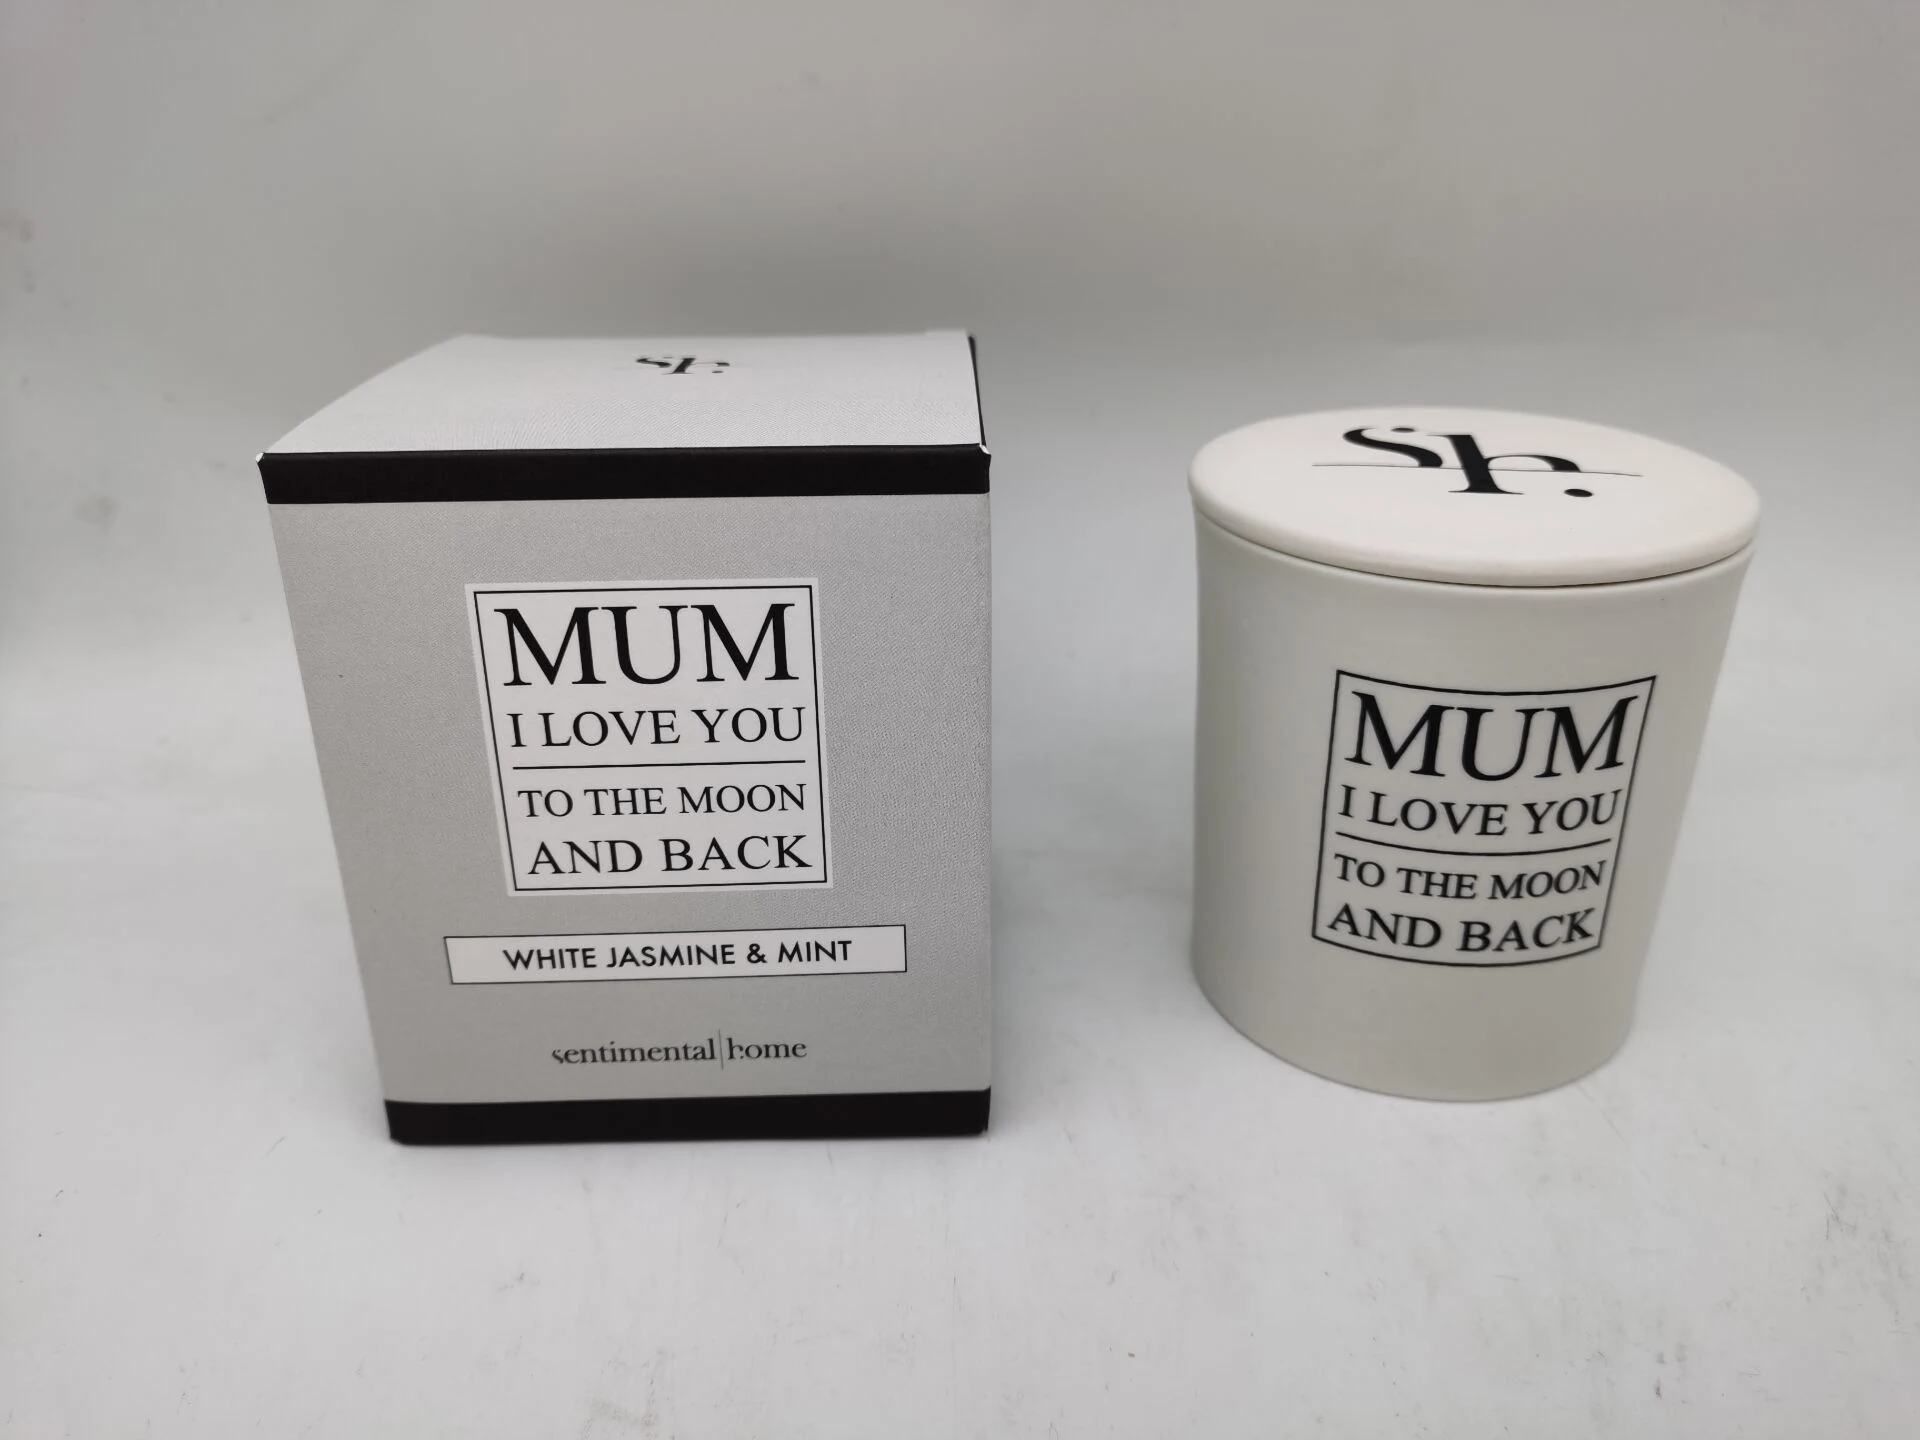 sh.
MUM
I LOVE YOU
TO THE MOON
AND BACK
WHITE JASMINE & MINT
sentimental|home
sh.
MUM
I LOVE YOU
TO THE MOON
AND BACK